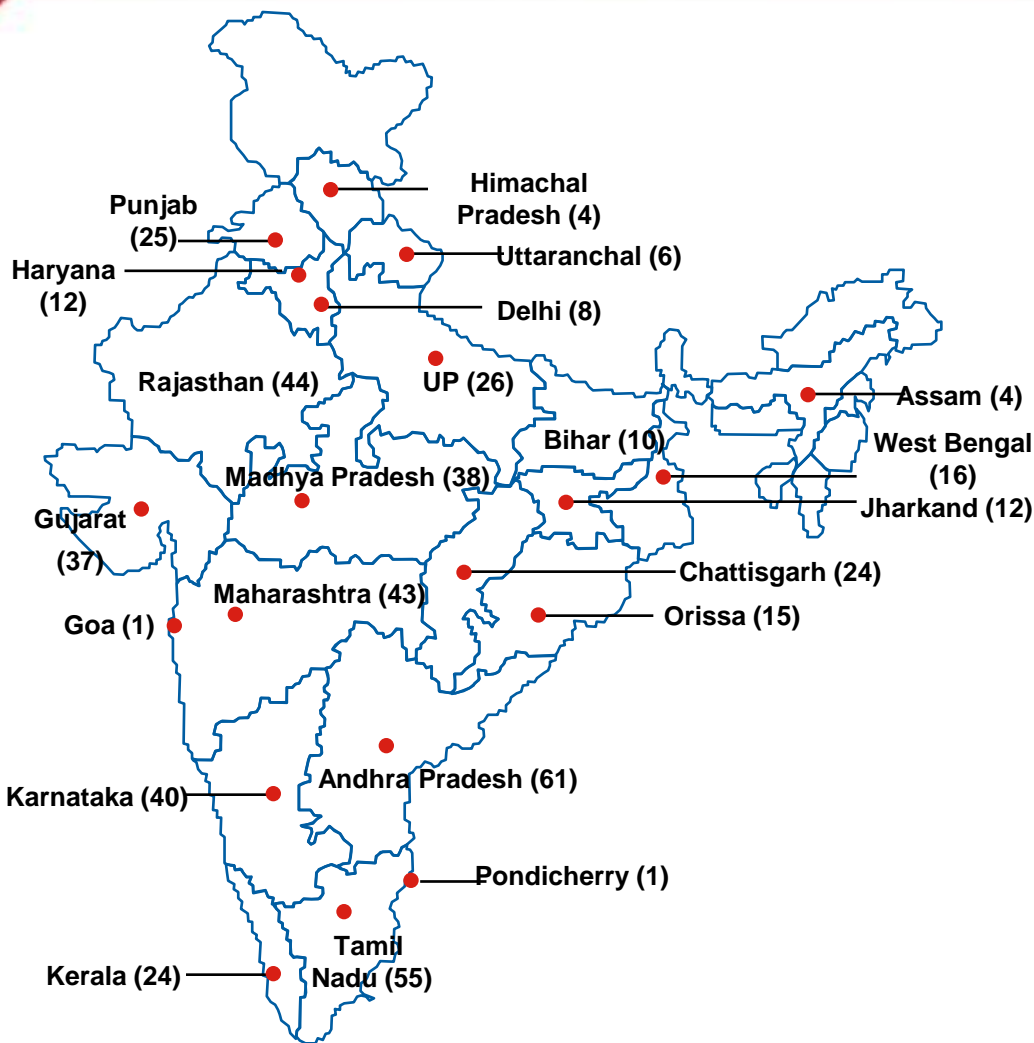 Himachal
Pradesh (4)
Punjab
(25)
Uttaranchal (6)
Haryana
(12)
Delhi (8)
Rajasthan (44)
UP (26)
Assam (4)
Bihar (10)
West Bengal
(16)
Madhya Pradesh (38)
Jharkand (12)
Gujarat
(37)
Chattisgarh (24)
Maharashtra (43)
Orissa (15)
Goa (1)
Andhra Pradesh (61)
Karnataka (40)
Pondicherry (1)
Tamil
Nadu (55)
Kerala (24)